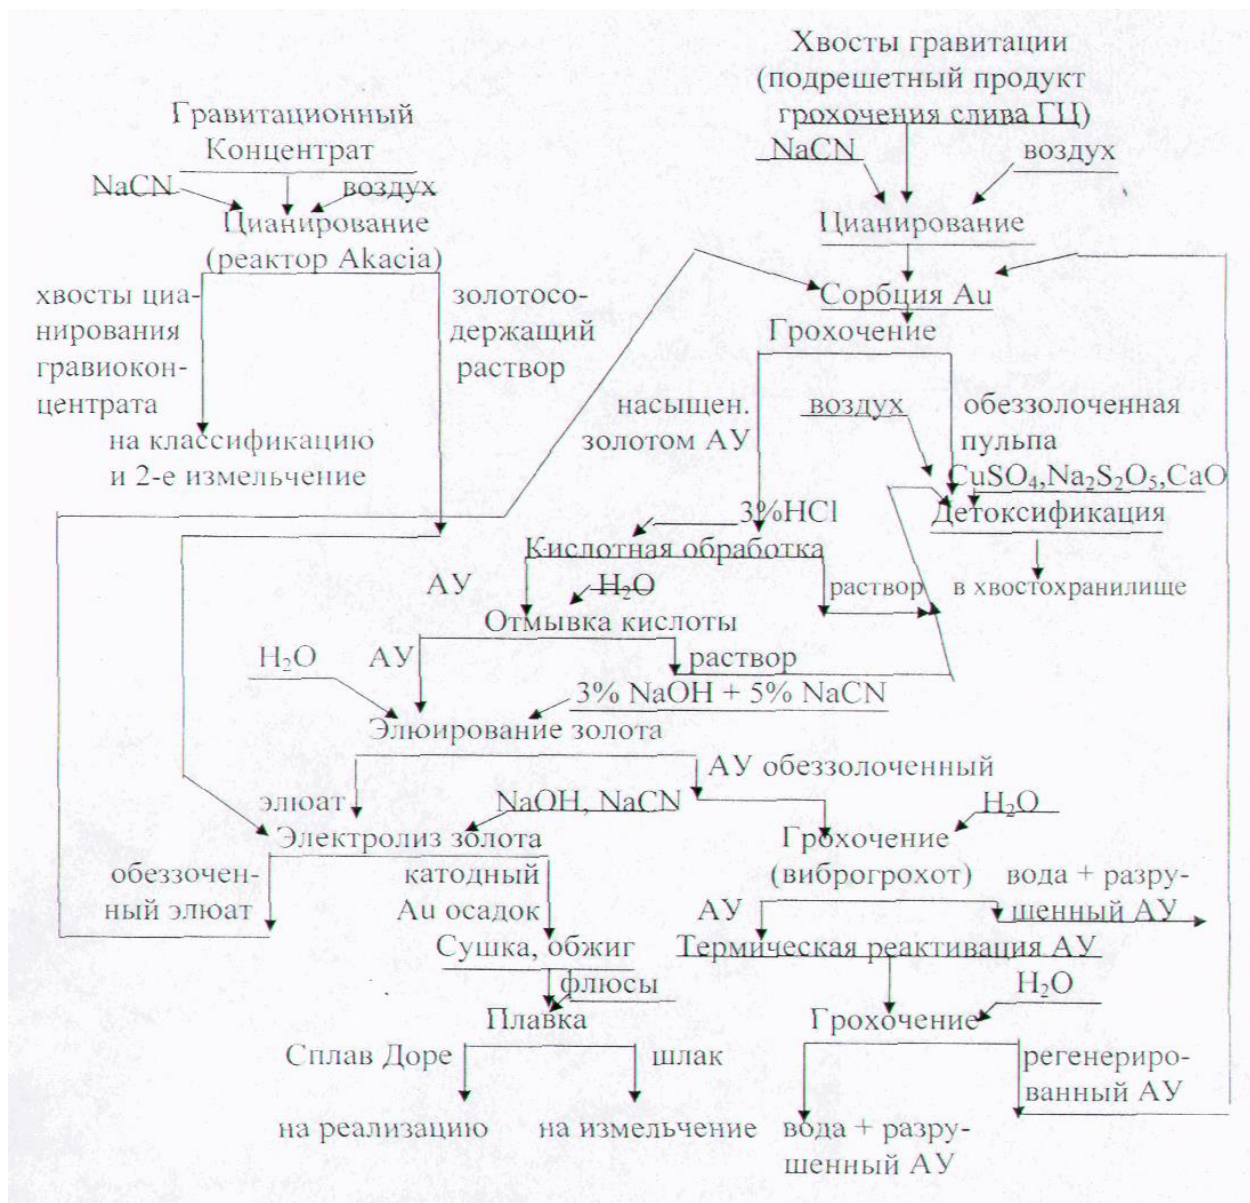 Хвосты гравитации
(подрешетный продукт
грохочения слива ГЦ)
Гравитационный
Концентрат
NaCN
воздух
NaCN
воздух
Цианирование
(реактор Akacia)
Цианирование
хвосты циа-
нирования
гравиокон-
центрата
золотосо-
держащий
раствор
Сорбция Au
Грохочение
на классификацию
и 2-е измельчение
насыщен.
золотом АУ
воздух
обеззолоченная
пульпа
CuSO₄,Na₂S₂O₅,CaO
Детоксификация
3%HCl
Кислотная обработка
АУ
H₂O
раствор
в хвостохранилище
Отмывка кислоты
H₂O
АУ
раствор
3% NaOH + 5% NaCN
Элюирование золота
АУ обеззолоченный
элюат
NaOH, NaCN
H₂O
Электролиз золота
Грохочение
(виброгрохот)
обеззочен-
ный элюат
катодный
Au осадок
вода + разру-
шенный АУ
АУ
Сушка, обжиг
Термическая реактивация АУ
флюсы
H₂O
Плавка
Грохочение
Сплав Доре
шлак
регенериро-
ванный АУ
на реализацию
на измельчение
вода + разру-
шенный АУ